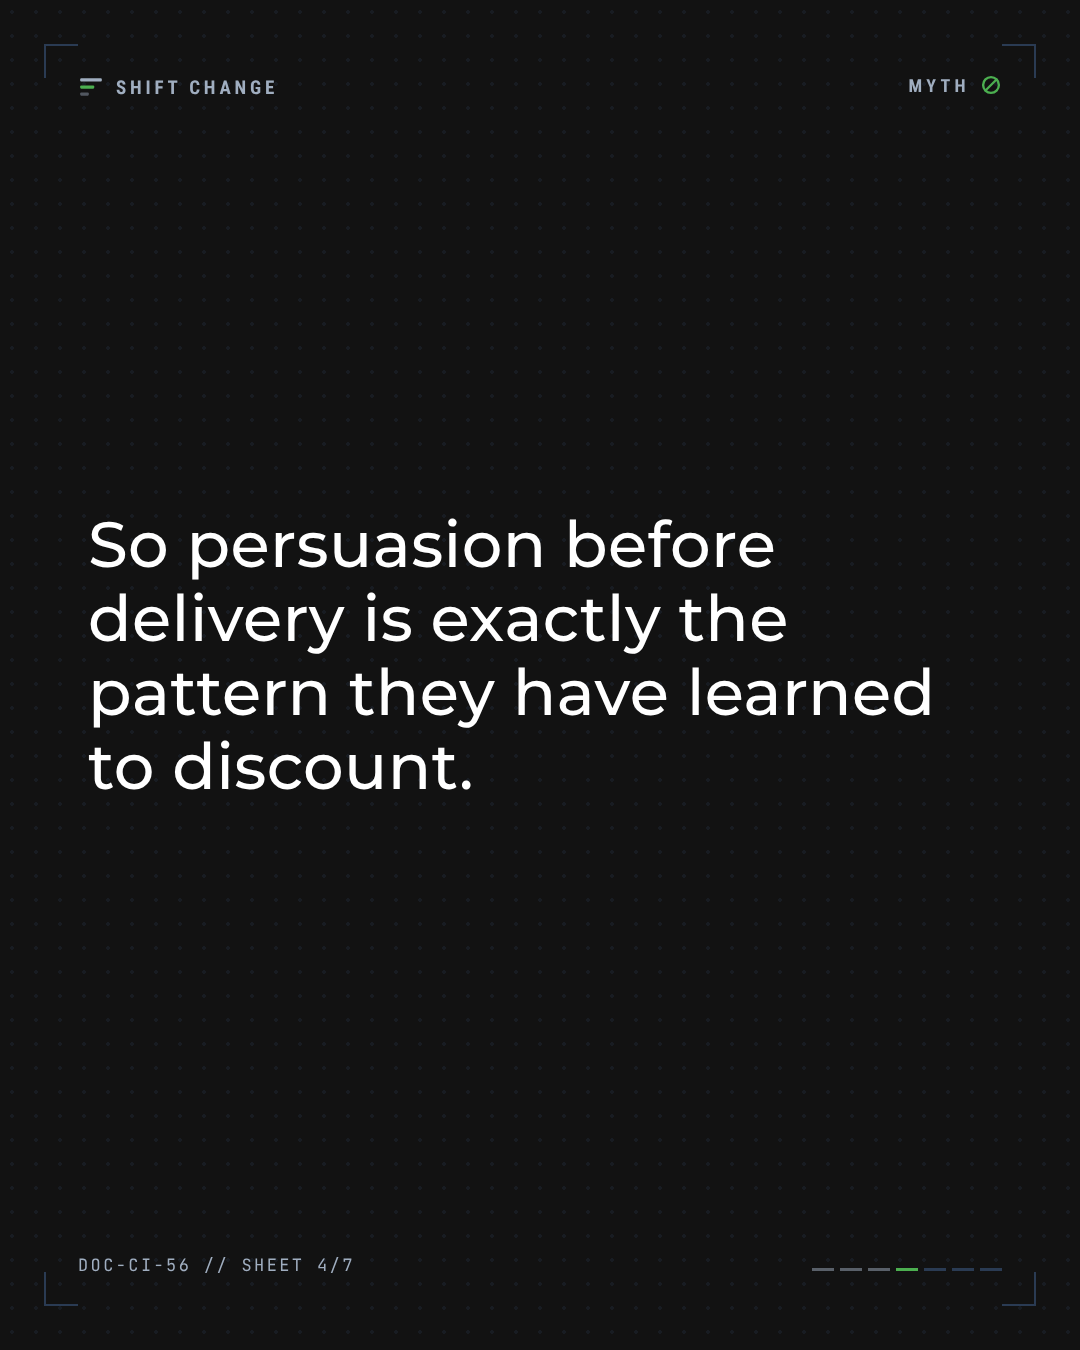 SHIFT CHANGE
MYTH
So persuasion before
delivery is exactly the
pattern they have learned
to discount.
DOC-CI-56 // SHEET 4/7